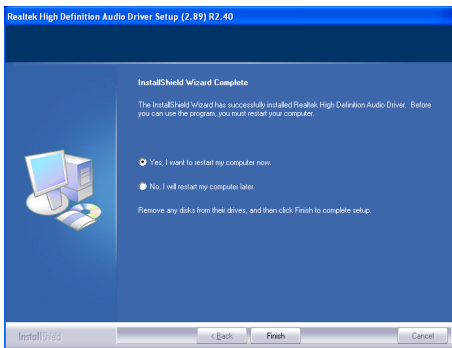 Realtek High Definition Audio Driver Setup (2.89) R2.40
InstallShield Wizard Complete
The InstallShield Wizard has successfully installed Realtek High Definition Audio Driver. Before
you can use the program, you must restart your computer.
Yes, I want to restart my computer now.
No, I will restart my computer later.
Remove any disks from their drives, and then click Finish to complete setup.
InstallShield
< Back
Finish
Cancel